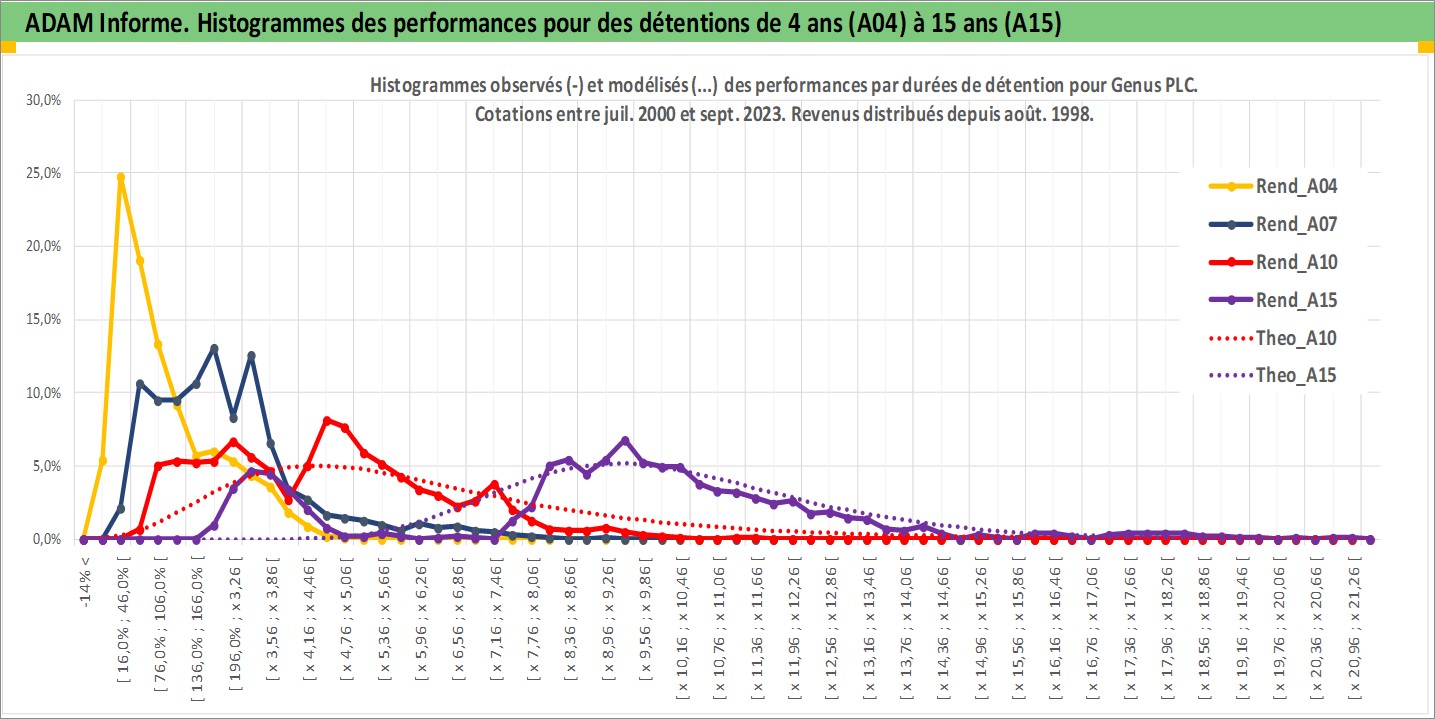 ADAM Informe. Histogrammes des performances pour des détentions de 4 ans (A04) à 15 ans (A15)
Histogrammes observés (-) et modélisés (...) des performances par durées de détention pour Genus PLC.
Cotations entre juil. 2000 et sept. 2023. Revenus distribués depuis août. 1998.
30,0%
25,0%
20,0%
15,0%
10,0%
5,0%
0,0%
Rend_A04
Rend_A07
Rend_A10
Rend_A15
Theo_A10
Theo_A15
-14% <
[ 16,0% ; 46,0% [
[ 76,0% ; 106,0% [
[ 136,0% ; 166,0% [
[ 196,0% ; x 3,26 [
[ x 3,56 ; x 3,86 [
[ x 4,16 ; x 4,46 [
[ x 4,76 ; x 5,06 [
[ x 5,36 ; x 5,66 [
[ x 5,96 ; x 6,26 [
[ x 6,56 ; x 6,86 [
[ x 7,16 ; x 7,46 [
[ x 7,76 ; x 8,06 [
[ x 8,36 ; x 8,66 [
[ x 8,96 ; x 9,26 [
[ x 9,56 ; x 9,86 [
[ x 10,16 ; x 10,46 [
[ x 10,76 ; x 11,06 [
[ x 11,36 ; x 11,66 [
[ x 11,96 ; x 12,26 [
[ x 12,56 ; x 12,86 [
[ x 13,16 ; x 13,46 [
[ x 13,76 ; x 14,06 [
[ x 14,36 ; x 14,66 [
[ x 14,96 ; x 15,26 [
[ x 15,56 ; x 15,86 [
[ x 16,16 ; x 16,46 [
[ x 16,76 ; x 17,06 [
[ x 17,36 ; x 17,66 [
[ x 17,96 ; x 18,26 [
[ x 18,56 ; x 18,86 [
[ x 19,16 ; x 19,46 [
[ x 19,76 ; x 20,06 [
[ x 20,36 ; x 20,66 [
[ x 20,96 ; x 21,26 [